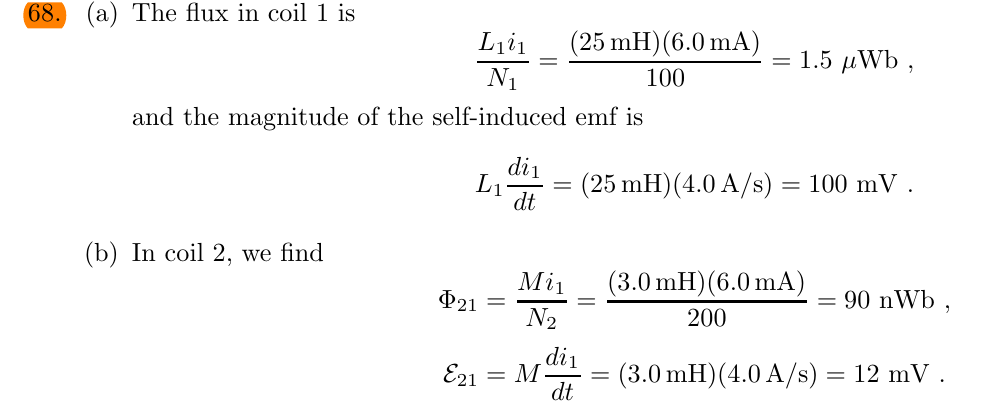 68. (a) The flux in coil 1 is
L₁i₁/N₁ = (25 mH)(6.0 mA)/100 = 1.5 μWb ,
and the magnitude of the self-induced emf is
L₁ di₁/dt = (25 mH)(4.0 A/s) = 100 mV .
(b) In coil 2, we find
Φ₂₁ = Mi₁/N₂ = (3.0 mH)(6.0 mA)/200 = 90 nWb ,
ℰ₂₁ = M di₁/dt = (3.0 mH)(4.0 A/s) = 12 mV .